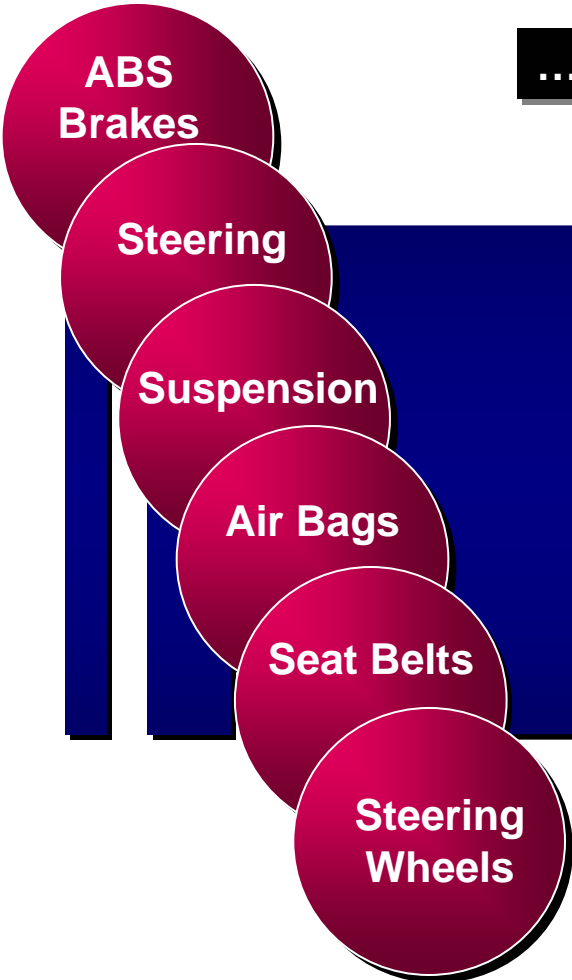 ...
ABS
Brakes
Steering
Suspension
Air Bags
Seat Belts
Steering
Wheels